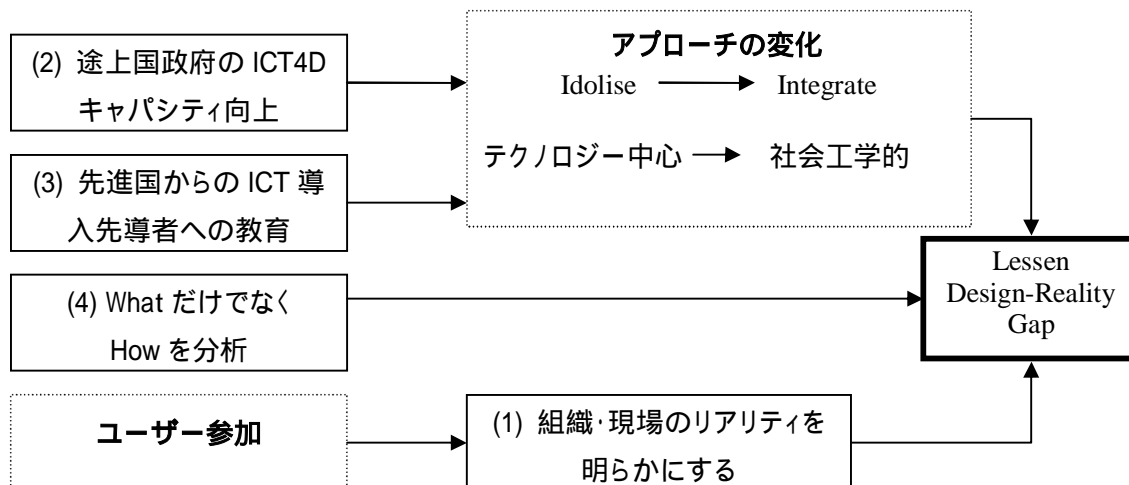 (2) 途上国政府の ICT4D
キャパシティ向上
(3) 先進国からの ICT 導
入先導者への教育
(4) What だけでなく
How を分析
ユーザー参加
アプローチの変化
Idolise
Integrate
テクノロジー中心
社会工学的
(1) 組織・現場のリアリティを
明らかにする
Lessen
Design-Reality
Gap